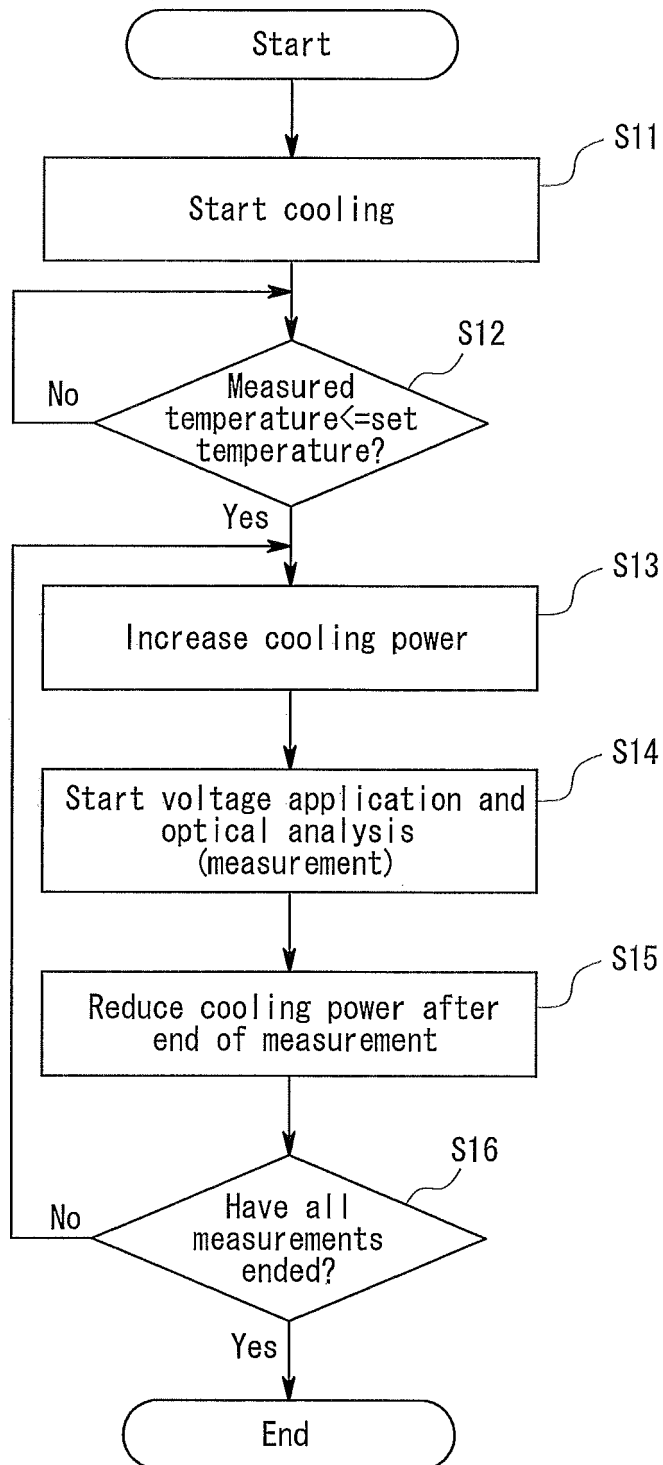 Start
S11
Start cooling
S12
Measured
temperature<=set
temperature?
No
Yes
S13
Increase cooling power
S14
Start voltage application and
optical analysis
(measurement)
S15
Reduce cooling power after
end of measurement
S16
Have all
measurements
ended?
No
Yes
End